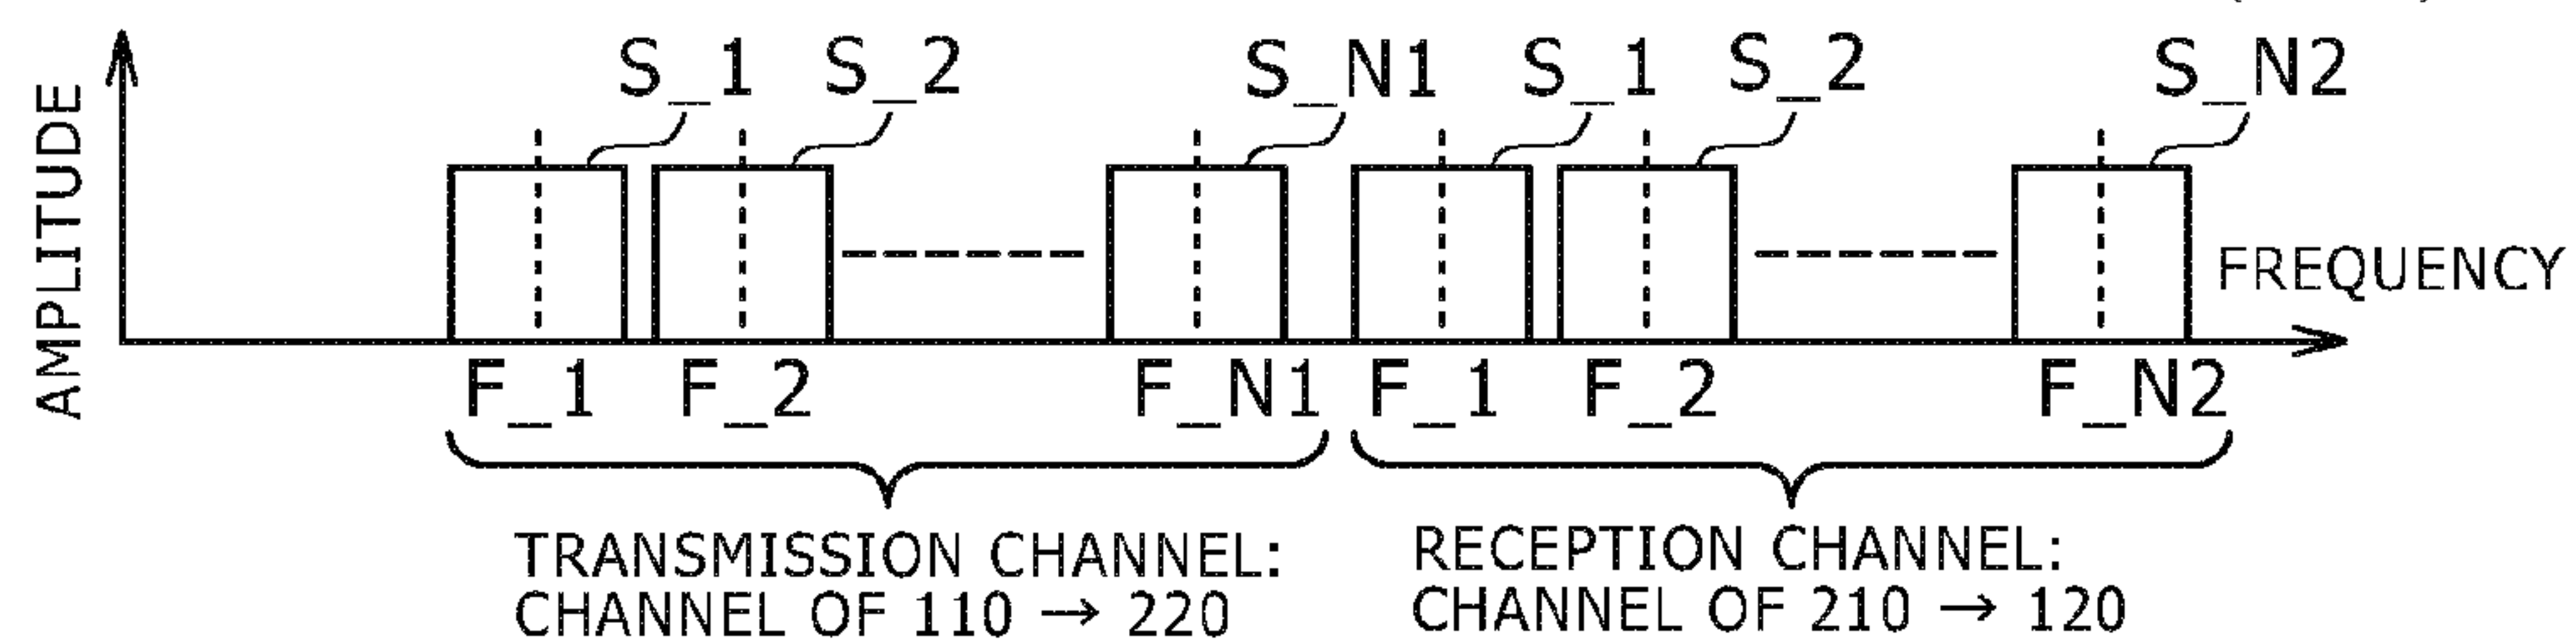 S_1 S_2 S_N1 S_1 S_2 S_N2
AMPLITUDE
FREQUENCY
F_1 F_2 F_N1 F_1 F_2 F_N2
TRANSMISSION CHANNEL:
CHANNEL OF 110 → 220
RECEPTION CHANNEL:
CHANNEL OF 210 → 120